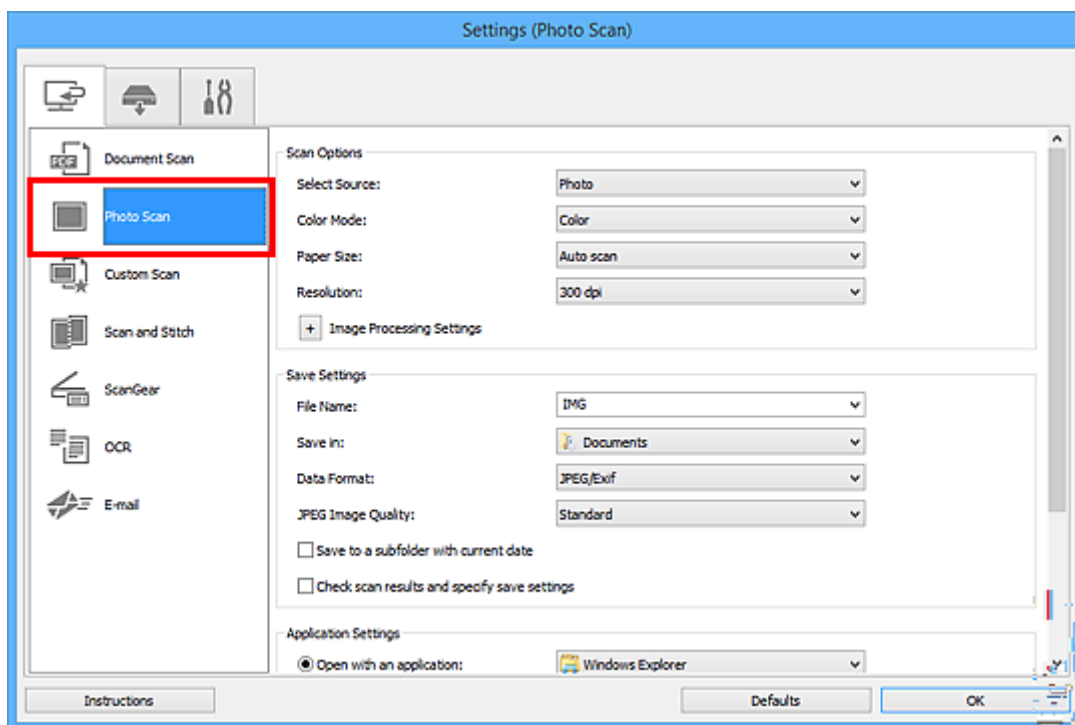 Settings (Photo Scan)
PDF
Document Scan
Photo Scan
Custom Scan
Scan and Stitch
ScanGear
OCR
E-mail
Scan Options
Select Source: Photo
Color Mode: Color
Paper Size: Auto scan
Resolution: 300 dpi
+ Image Processing Settings
Save Settings
File Name: IMG
Save in: Documents
Data Format: JPEG/Exif
JPEG Image Quality: Standard
Save to a subfolder with current date
Check scan results and specify save settings
Application Settings
Open with an application: Windows Explorer
Instructions Defaults OK